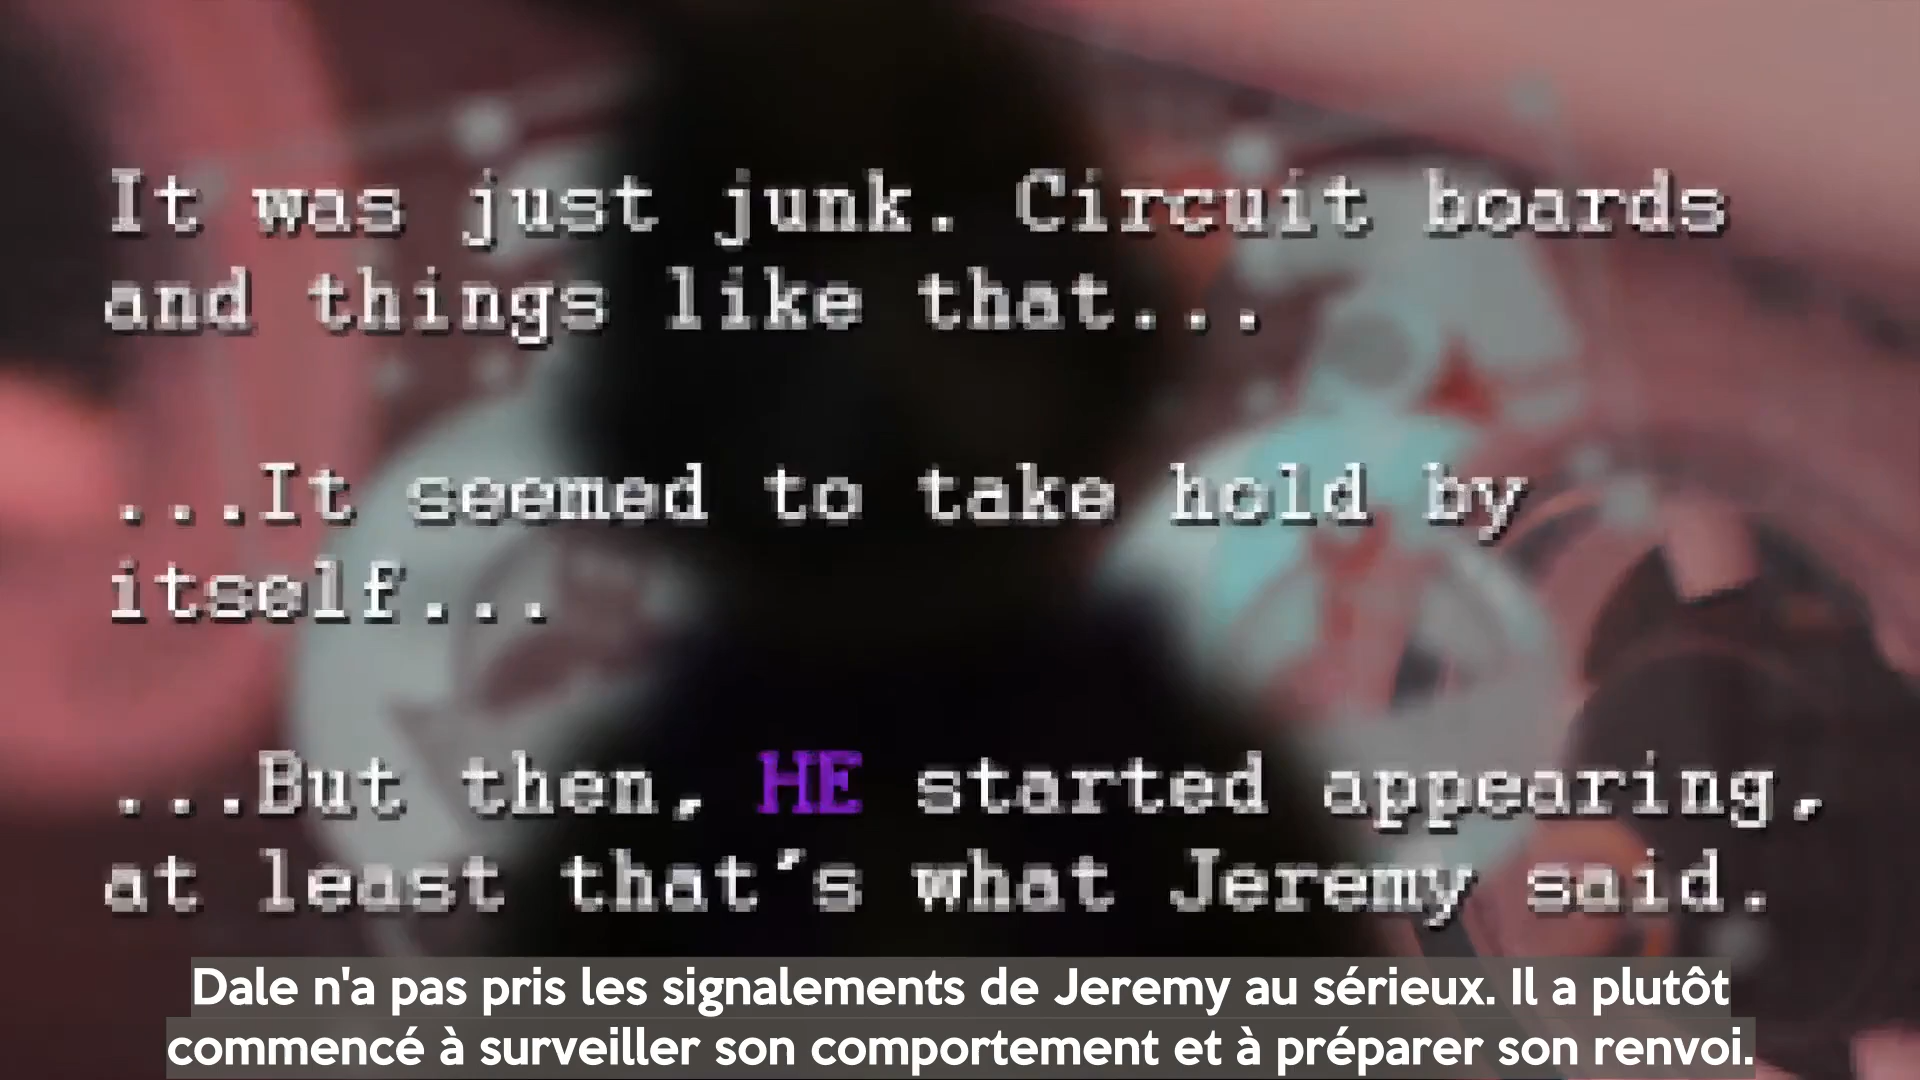 It was just junk. Circuit boards
and things like that...
...It seemed to take hold by
itself...
...But then, HE started appearing,
at least that's what Jeremy said.
Dale n'a pas pris les signalements de Jeremy au sérieux. Il a plutôt
commencé à surveiller son comportement et à préparer son renvoi.